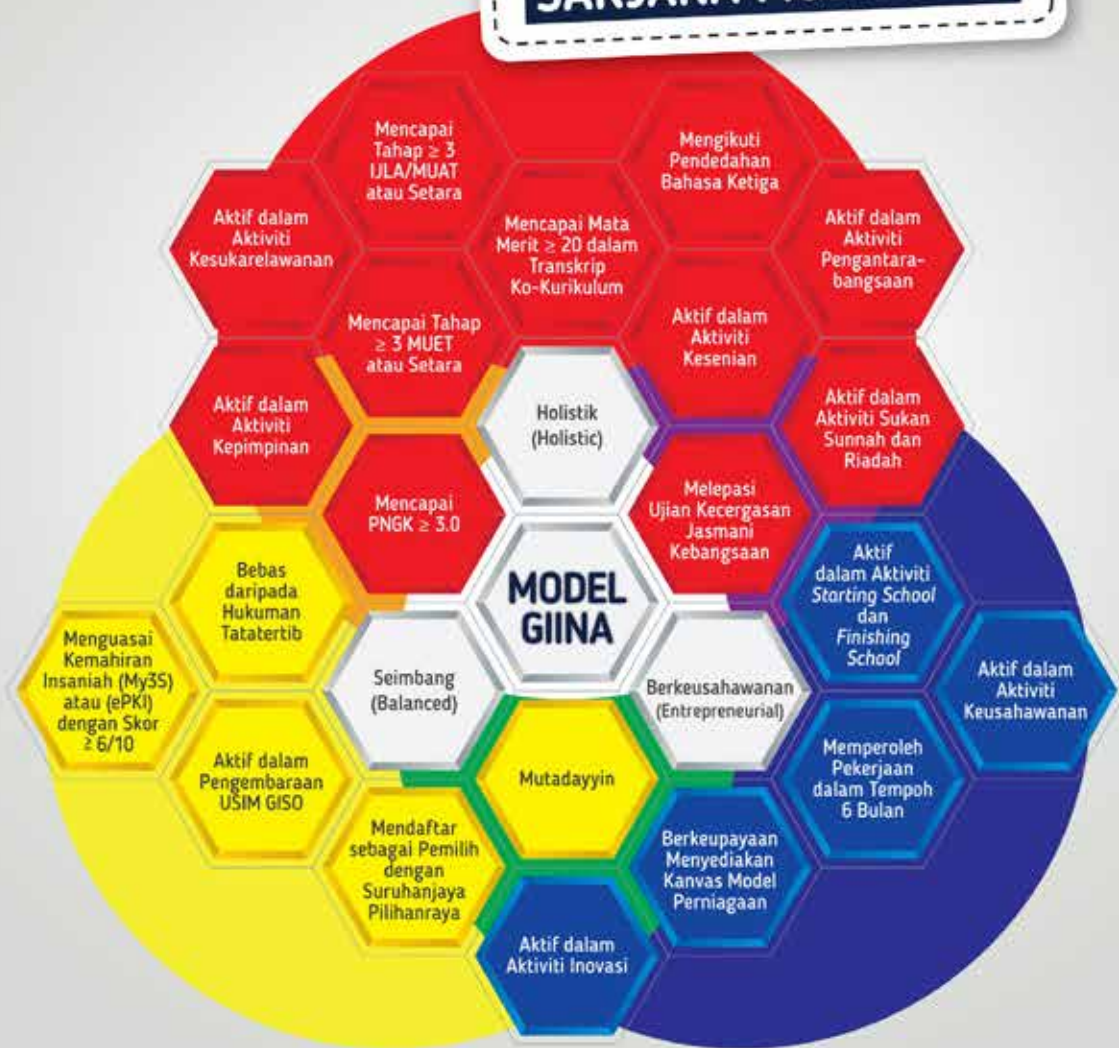 Mencapai
Tahap ≥ 3
IJLA/MUAT
atau Setara
Mengikuti
Pendedahan
Bahasa Ketiga
Aktif dalam
Aktiviti
Kesukarelawanan
Mencapai Mata
Merit ≥ 20 dalam
Transkrip
Ko-Kurikulum
Aktif dalam
Aktiviti
Pengantara-
bangsaan
Mencapai Tahap
≥ 3 MUET
atau Setara
Aktif dalam
Aktiviti
Kesenian
Aktif dalam
Aktiviti
Kepimpinan
Holistik
(Holistic)
Aktif dalam
Aktiviti Sukan
Sunnah dan
Riadah
Mencapai
PNGK ≥ 3.0
Melepasi
Ujian Kecergasan
Jasmani
Kebangsaan
Bebas
daripada
Hukuman
Tatatertib
MODEL
GIINA
Aktif
dalam Aktiviti
Starting School
dan
Finishing
School
Menguasai
Kemahiran
Insaniah (My3S)
atau (ePKI)
dengan Skor
≥ 6/10
Seimbang
(Balanced)
Berkeusahawanan
(Entrepreneurial)
Aktif dalam
Aktiviti
Keusahawanan
Aktif dalam
Pengembaraan
USIM GISO
Mutadayyin
Memperoleh
Pekerjaan
dalam Tempoh
6 Bulan
Mendaftar
sebagai Pemilih
dengan
Suruhanjaya
Pilihanraya
Berkeupayaan
Menyediakan
Kanvas Model
Perniagaan
Aktif dalam
Aktiviti Inovasi